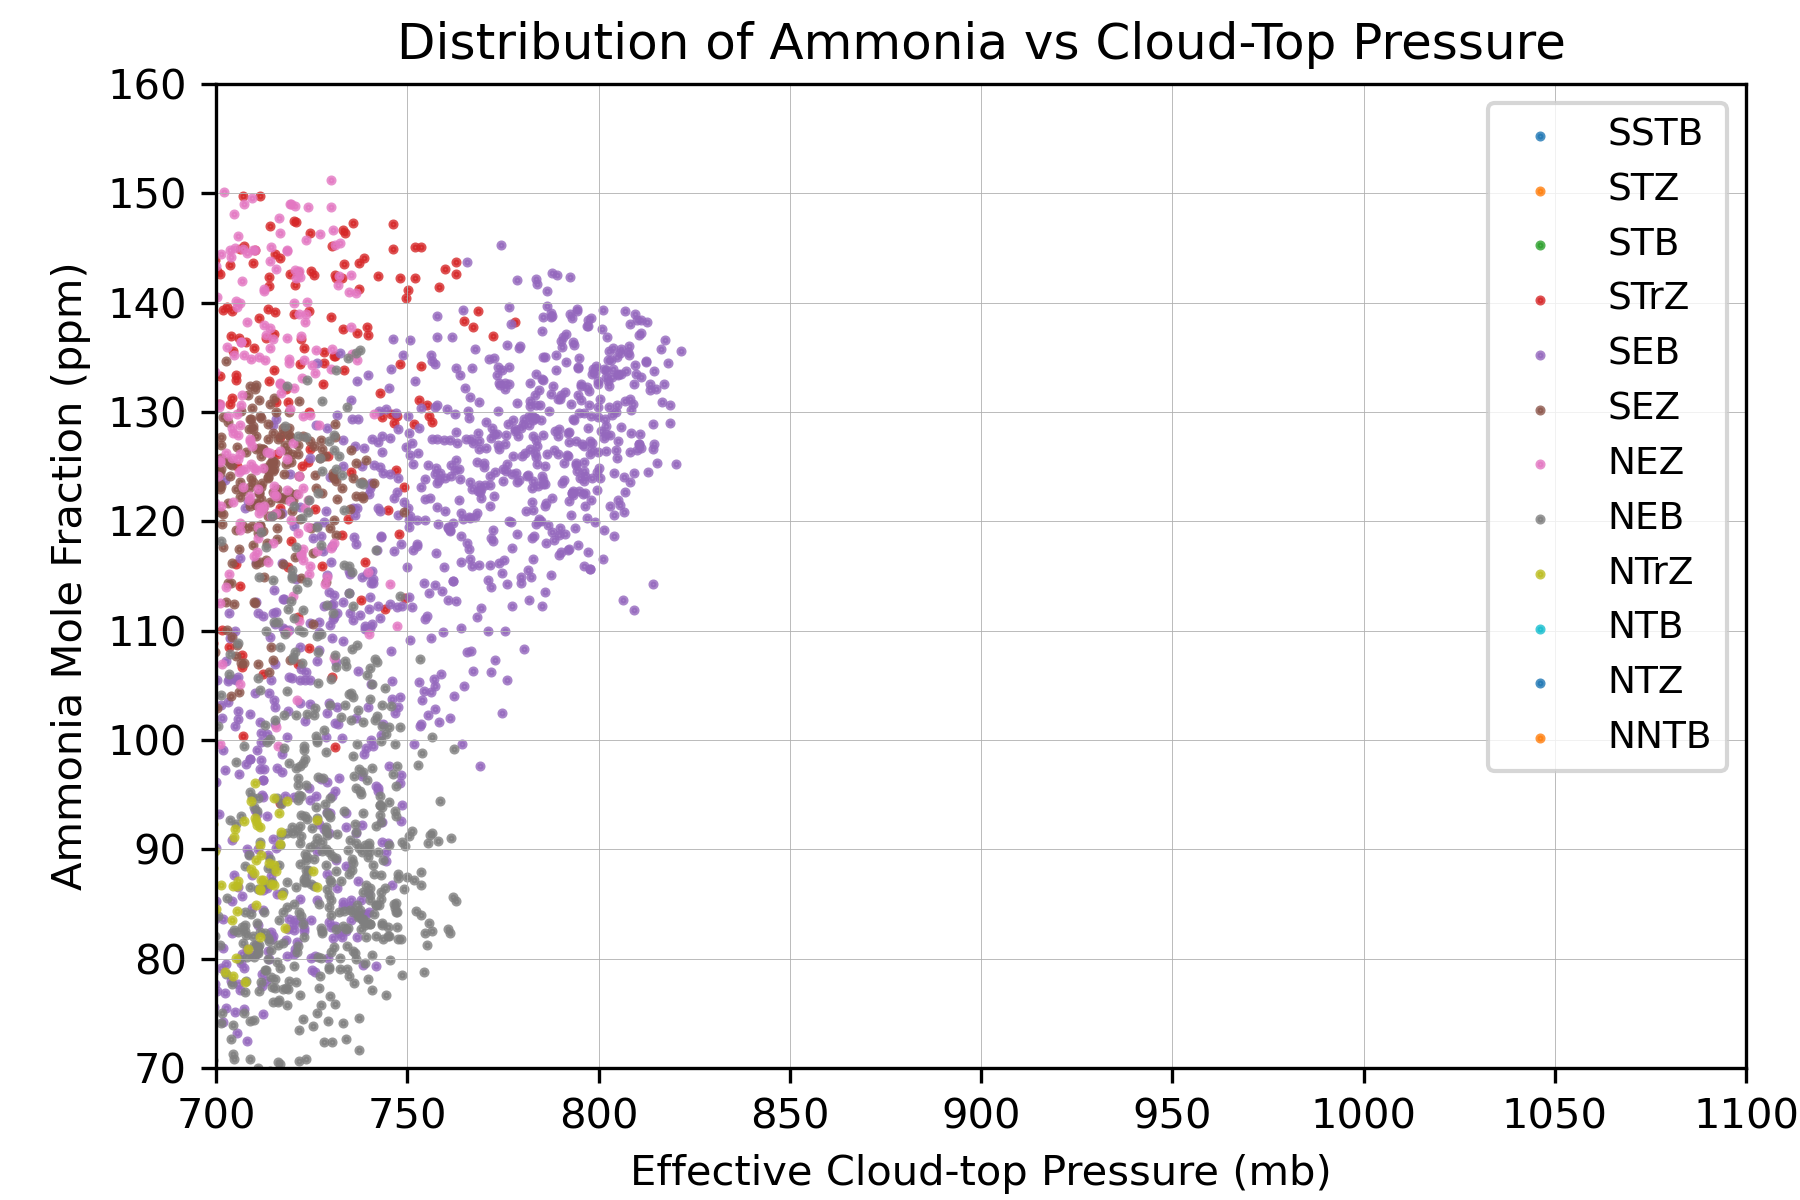 Distribution of Ammonia vs Cloud-Top Pressure
160
150
140
130
120
110
100
90
80
70
Ammonia Mole Fraction (ppm)
SSTB
STZ
STB
STrZ
SEB
SEZ
NEZ
NEB
NTrZ
NTB
NTZ
NNTB
700 750 800 850 900 950 1000 1050 1100
Effective Cloud-top Pressure (mb)